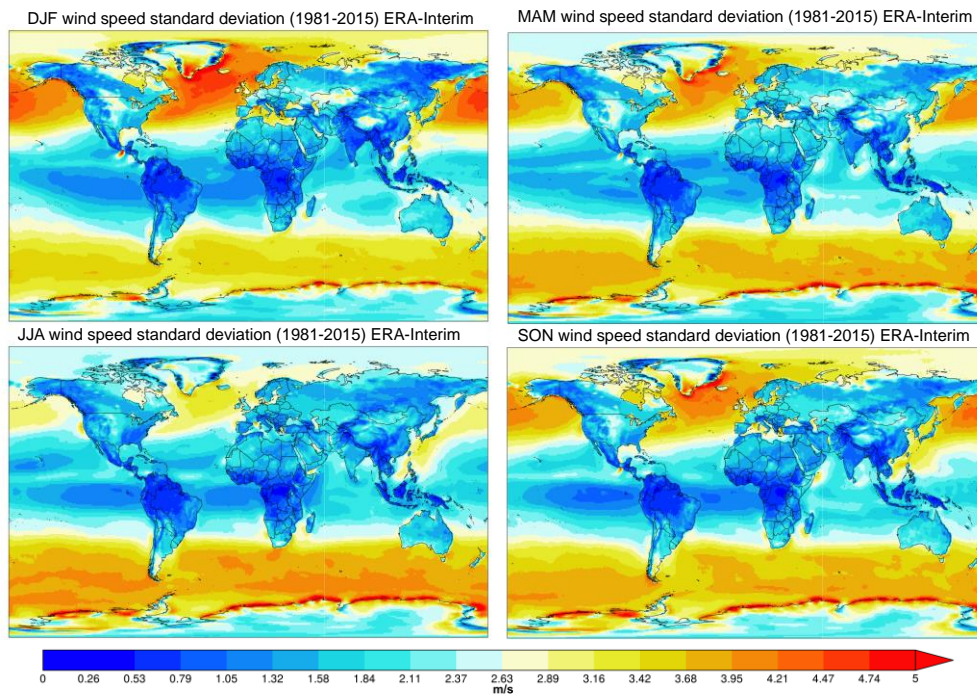 DJF wind speed standard deviation (1981-2015) ERA-Interim
MAM wind speed standard deviation (1981-2015) ERA-Interim
JJA wind speed standard deviation (1981-2015) ERA-Interim
SON wind speed standard deviation (1981-2015) ERA-Interim
0 0.26 0.53 0.79 1.05 1.32 1.58 1.84 2.11 2.37 2.63 2.89 3.16 3.42 3.68 3.95 4.21 4.47 4.74 5
m/s